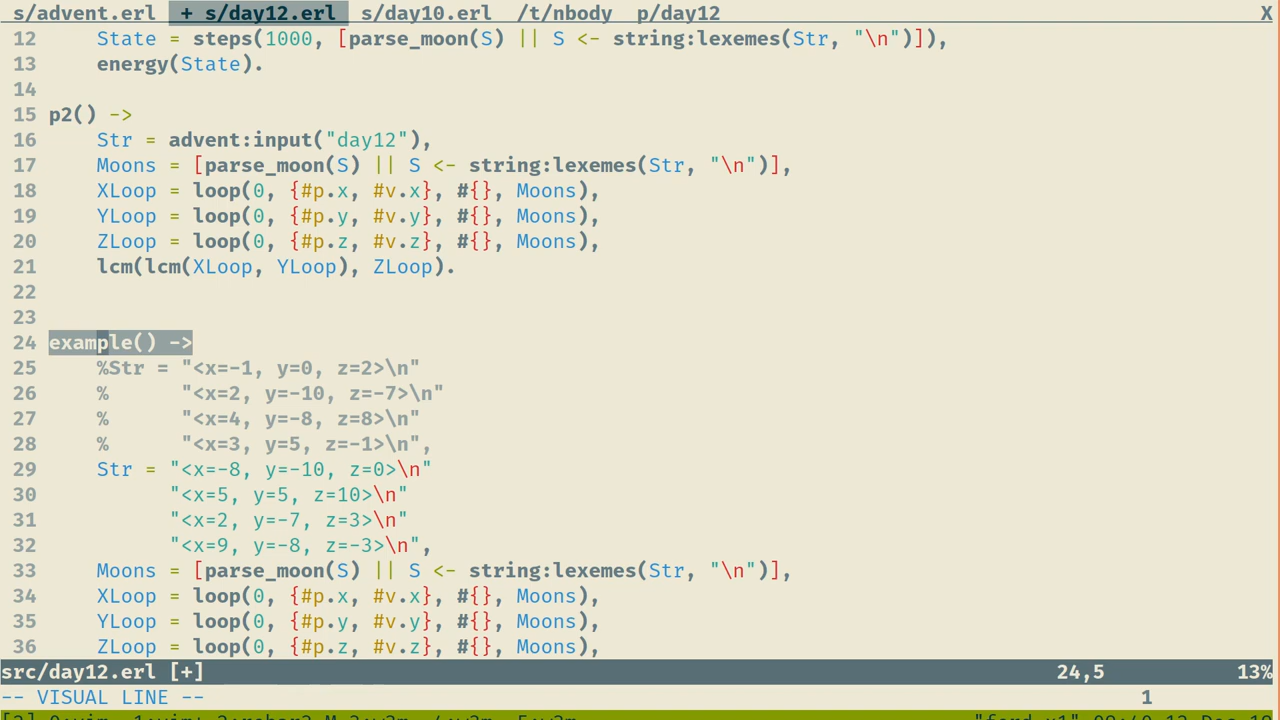 s/advent.erl + s/day12.erl s/day10.erl /t/nbody p/day12 X
12 State = steps(1000, [parse_moon(S) || S <- string:lexemes(Str, "\n")]),
13 energy(State).
14
15 p2() ->
16 Str = advent:input("day12"),
17 Moons = [parse_moon(S) || S <- string:lexemes(Str, "\n")],
18 XLoop = loop(0, {#p.x, #v.x}, #{}, Moons),
19 YLoop = loop(0, {#p.y, #v.y}, #{}, Moons),
20 ZLoop = loop(0, {#p.z, #v.z}, #{}, Moons),
21 lcm(lcm(XLoop, YLoop), ZLoop).
22
23
24 example() ->
25 %Str = "<x=-1, y=0, z=2>\n"
26 % "<x=2, y=-10, z=-7>\n"
27 % "<x=4, y=-8, z=8>\n"
28 % "<x=3, y=5, z=-1>\n",
29 Str = "<x=-8, y=-10, z=0>\n"
30 "<x=5, y=5, z=10>\n"
31 "<x=2, y=-7, z=3>\n"
32 "<x=9, y=-8, z=-3>\n",
33 Moons = [parse_moon(S) || S <- string:lexemes(Str, "\n")],
34 XLoop = loop(0, {#p.x, #v.x}, #{}, Moons),
35 YLoop = loop(0, {#p.y, #v.y}, #{}, Moons),
36 ZLoop = loop(0, {#p.z, #v.z}, #{}, Moons),
src/day12.erl [+] 24,5 13%
-- VISUAL LINE -- 1